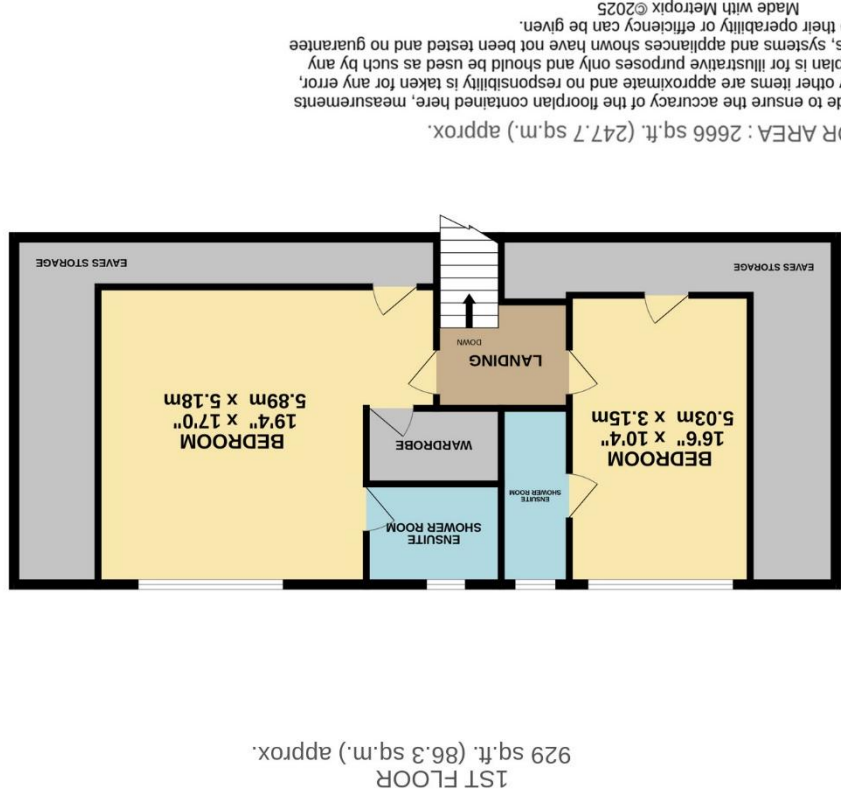 1ST FLOOR
929 sq.ft. (86.3 sq.m.) approx.
BEDROOM
16'6" x 10'4"
5.03m x 3.15m
ENSUITE
SHOWER ROOM
ENSUITE
SHOWER ROOM
WARDROBE
BEDROOM
19'4" x 17'0"
5.89m x 5.18m
LANDING
DOWN
EAVES STORAGE
EAVES STORAGE
AREA : 2666 sq.ft. (247.7 sq.m.) approx.
to ensure the accuracy of the floorplan contained here, measurements
other items are approximate and no responsibility is taken for any error,
plan is for illustrative purposes only and should be used as such by any
systems and appliances shown have not been tested and no guarantee
their operability or efficiency can be given.
Made with Metropix ©2025